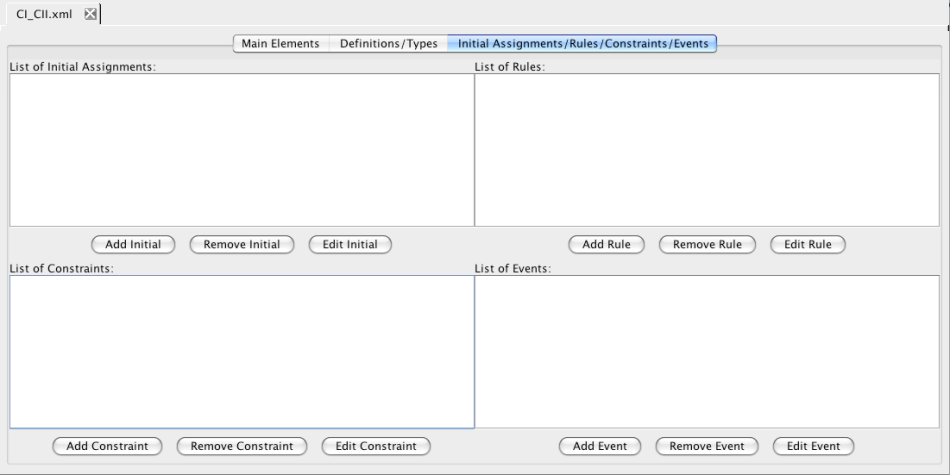 CI_CII.xml
Main Elements Definitions/Types Initial Assignments/Rules/Constraints/Events
List of Initial Assignments: List of Rules:
Add Initial Remove Initial Edit Initial Add Rule Remove Rule Edit Rule
List of Constraints: List of Events:
Add Constraint Remove Constraint Edit Constraint Add Event Remove Event Edit Event